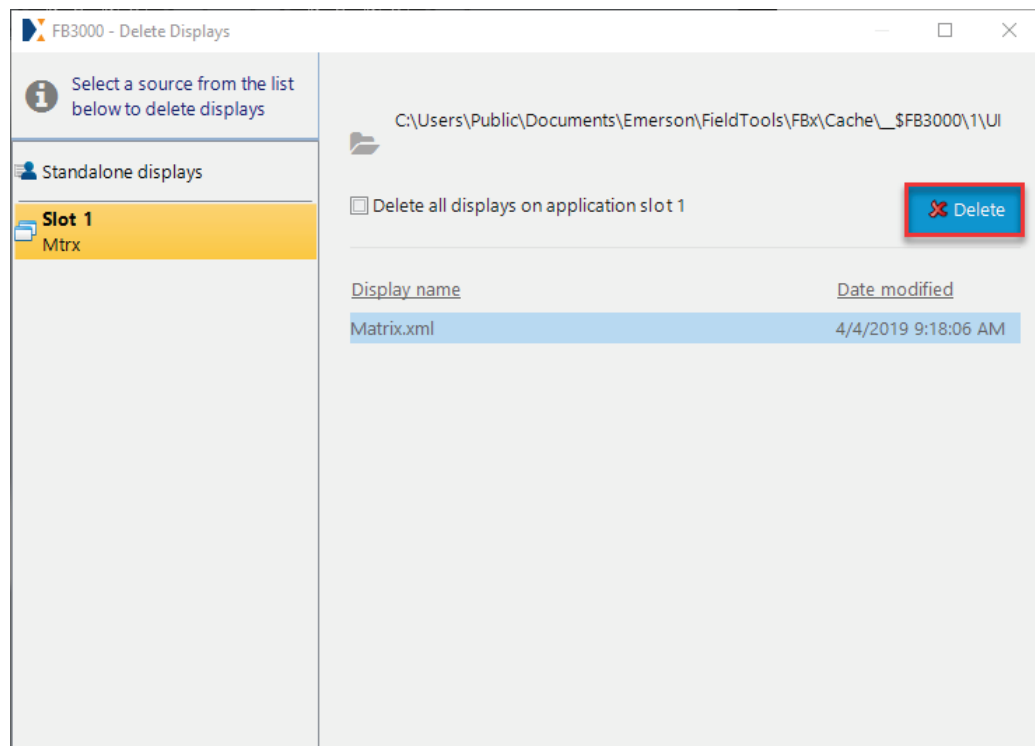 FB3000 - Delete Displays
Select a source from the list
below to delete displays
Standalone displays
Slot 1
Mtrx
C:\Users\Public\Documents\Emerson\FieldTools\FBx\Cache\__$FB3000\1\UI
Delete all displays on application slot 1
Delete
Display name Date modified
Matrix.xml 4/4/2019 9:18:06 AM